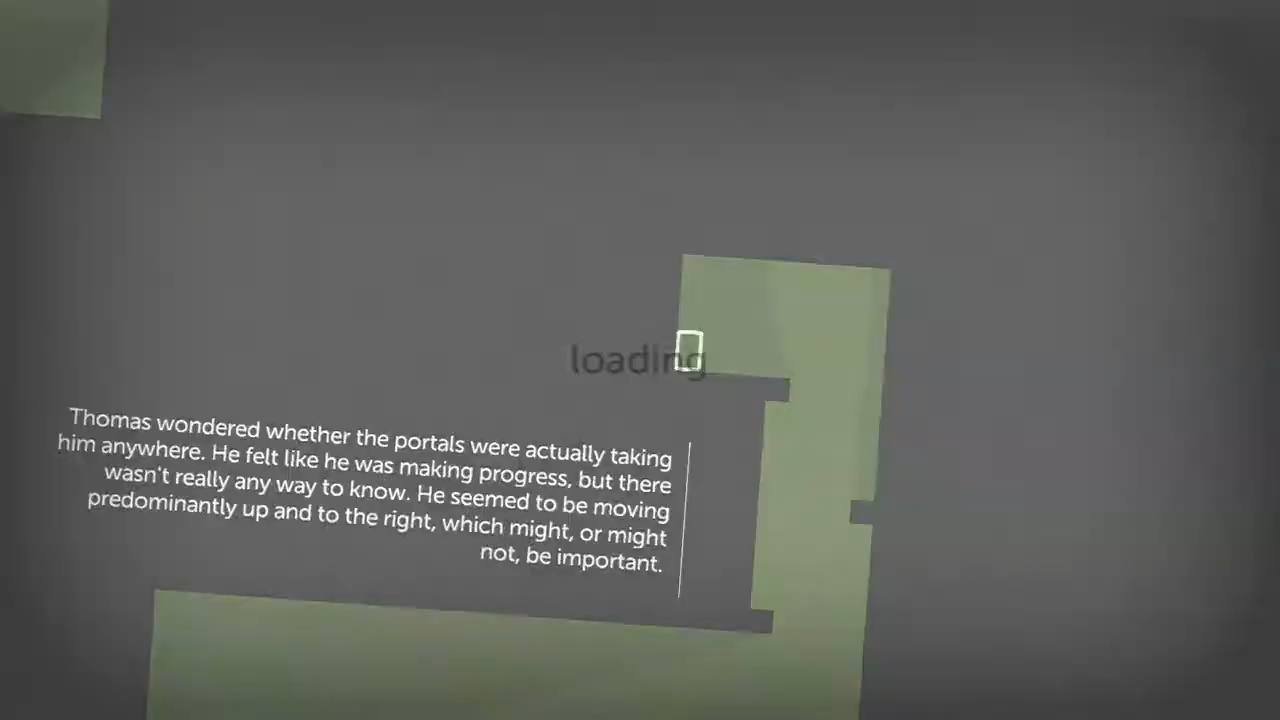 loading
Thomas wondered whether the portals were actually taking
him anywhere. He felt like he was making progress, but there
wasn't really any way to know. He seemed to be moving
predominantly up and to the right, which might, or might
not, be important.